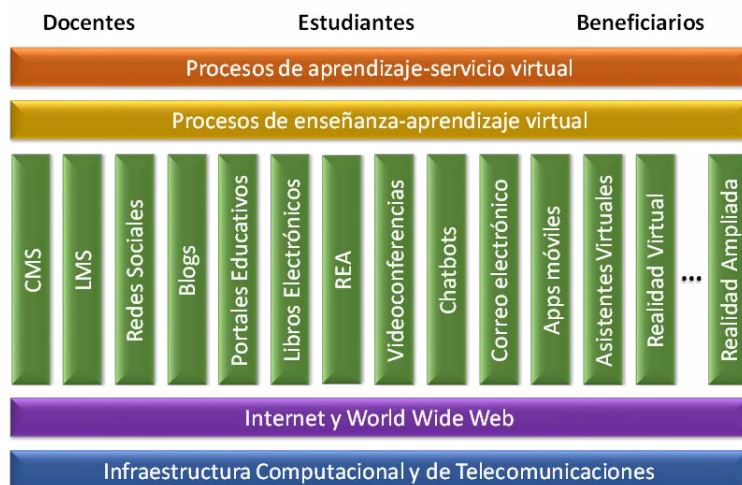 Docentes Estudiantes Beneficiarios
Procesos de aprendizaje-servicio virtual
Procesos de enseñanza-aprendizaje virtual
CMS
LMS
Redes Sociales
Blogs
Portales Educativos
Libros Electrónicos
REA
Videoconferencias
Chatbots
Correo electrónico
Apps móviles
Asistentes Virtuales
Realidad Virtual
...
Realidad Ampliada
Internet y World Wide Web
Infraestructura Computacional y de Telecomunicaciones